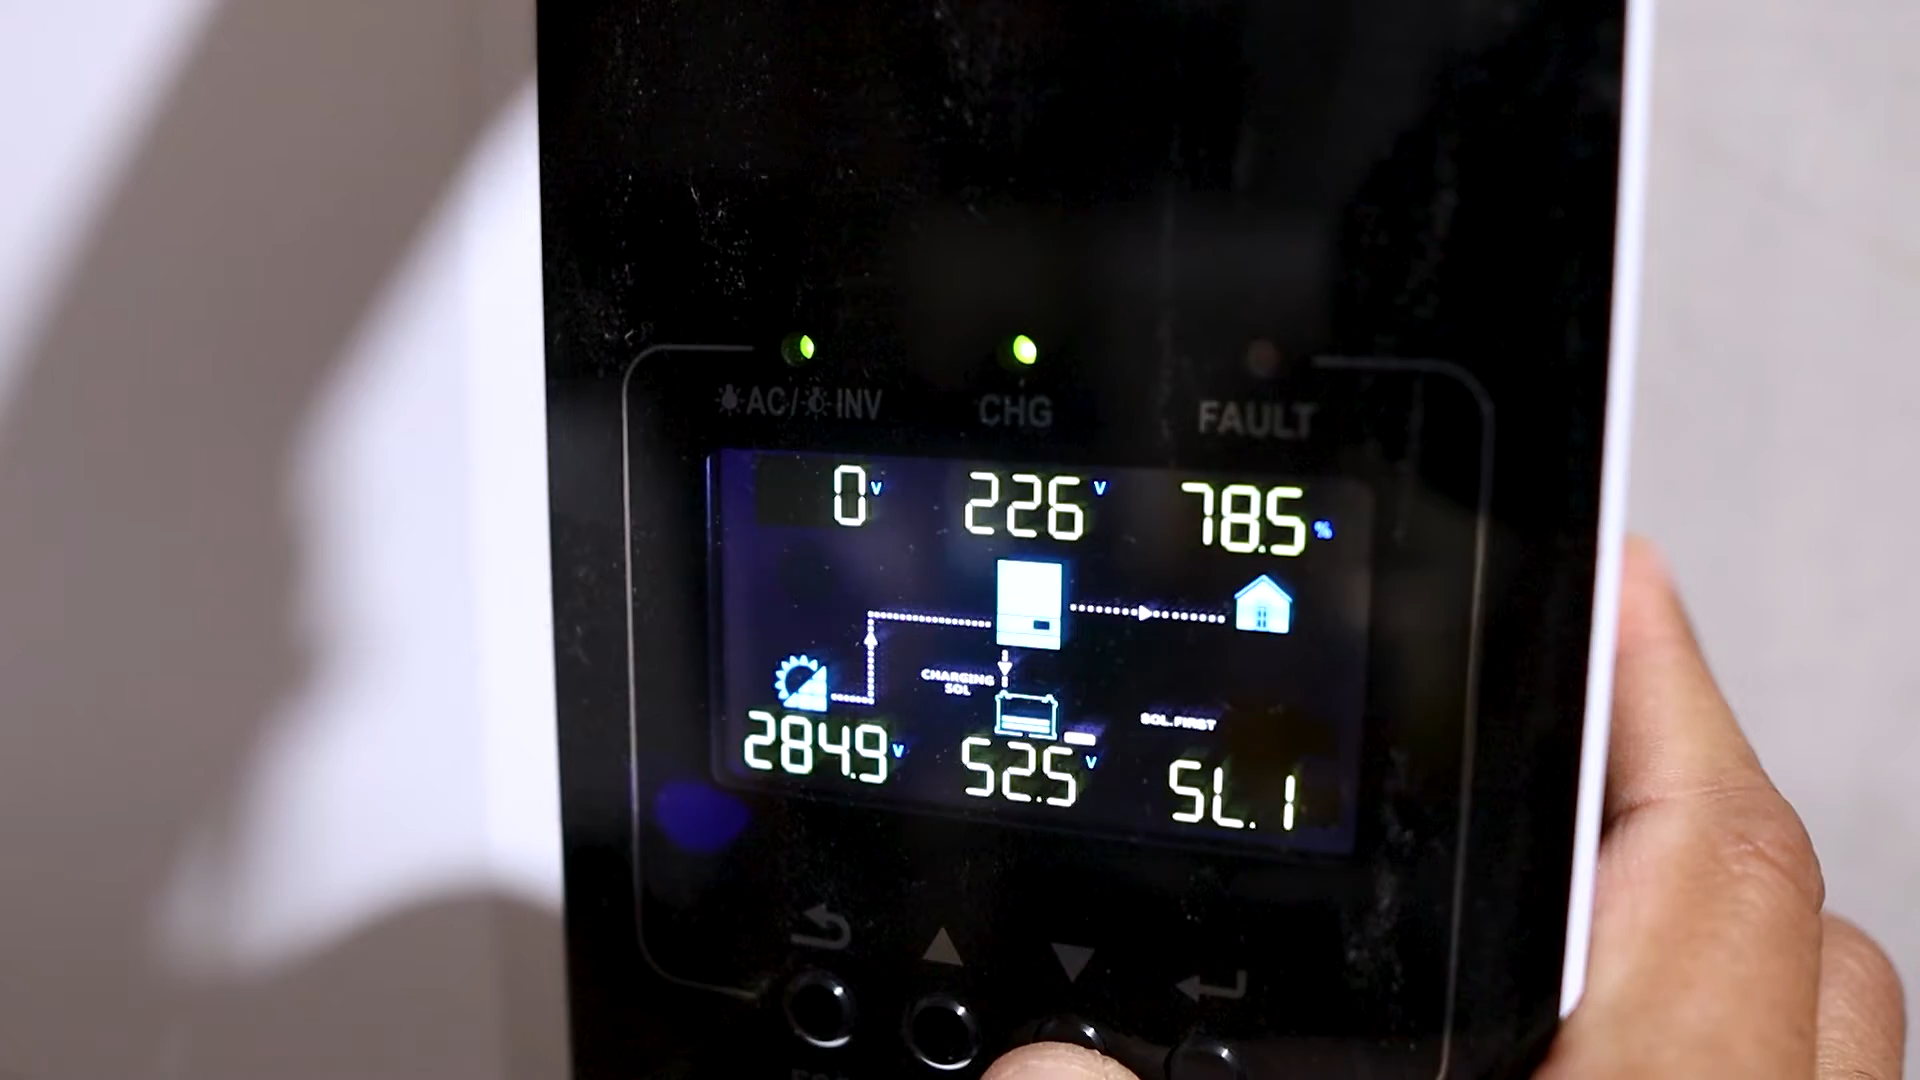 AC/ INV CHG FAULT
0 V 226 V 78.5 %
CHARGING
SOL
SOL.FIRST
284.9 V 52.5 V SL. 1